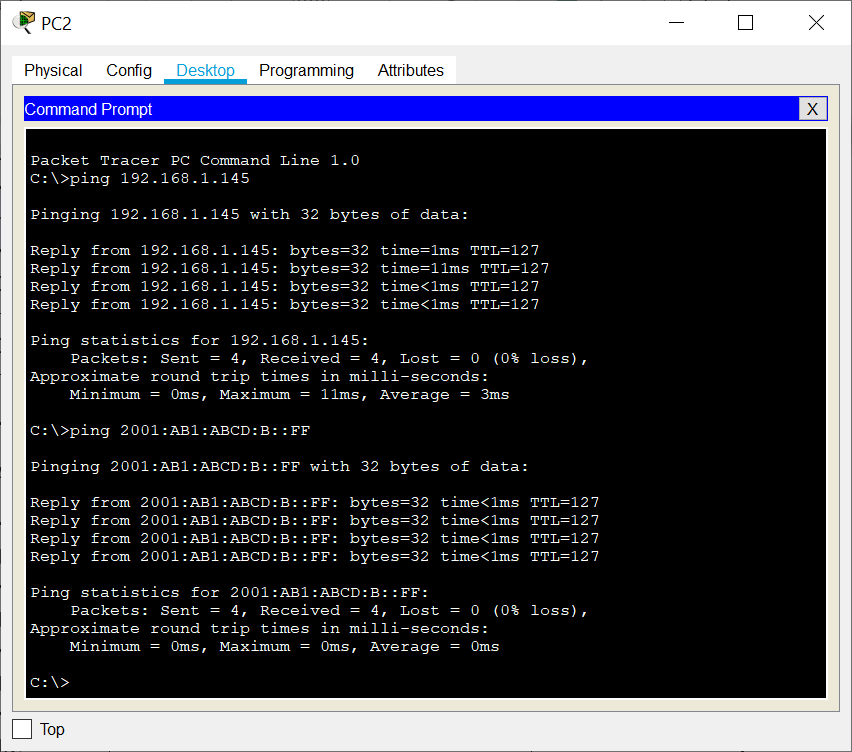 PC2
Physical Config Desktop Programming Attributes
Command Prompt X
Packet Tracer PC Command Line 1.0
C:\>ping 192.168.1.145
Pinging 192.168.1.145 with 32 bytes of data:
Reply from 192.168.1.145: bytes=32 time=1ms TTL=127
Reply from 192.168.1.145: bytes=32 time=11ms TTL=127
Reply from 192.168.1.145: bytes=32 time<1ms TTL=127
Reply from 192.168.1.145: bytes=32 time<1ms TTL=127
Ping statistics for 192.168.1.145:
    Packets: Sent = 4, Received = 4, Lost = 0 (0% loss),
Approximate round trip times in milli-seconds:
    Minimum = 0ms, Maximum = 11ms, Average = 3ms
C:\>ping 2001:AB1:ABCD:B::FF
Pinging 2001:AB1:ABCD:B::FF with 32 bytes of data:
Reply from 2001:AB1:ABCD:B::FF: bytes=32 time<1ms TTL=127
Reply from 2001:AB1:ABCD:B::FF: bytes=32 time<1ms TTL=127
Reply from 2001:AB1:ABCD:B::FF: bytes=32 time<1ms TTL=127
Reply from 2001:AB1:ABCD:B::FF: bytes=32 time<1ms TTL=127
Ping statistics for 2001:AB1:ABCD:B::FF:
    Packets: Sent = 4, Received = 4, Lost = 0 (0% loss),
Approximate round trip times in milli-seconds:
    Minimum = 0ms, Maximum = 0ms, Average = 0ms
C:\>
Top